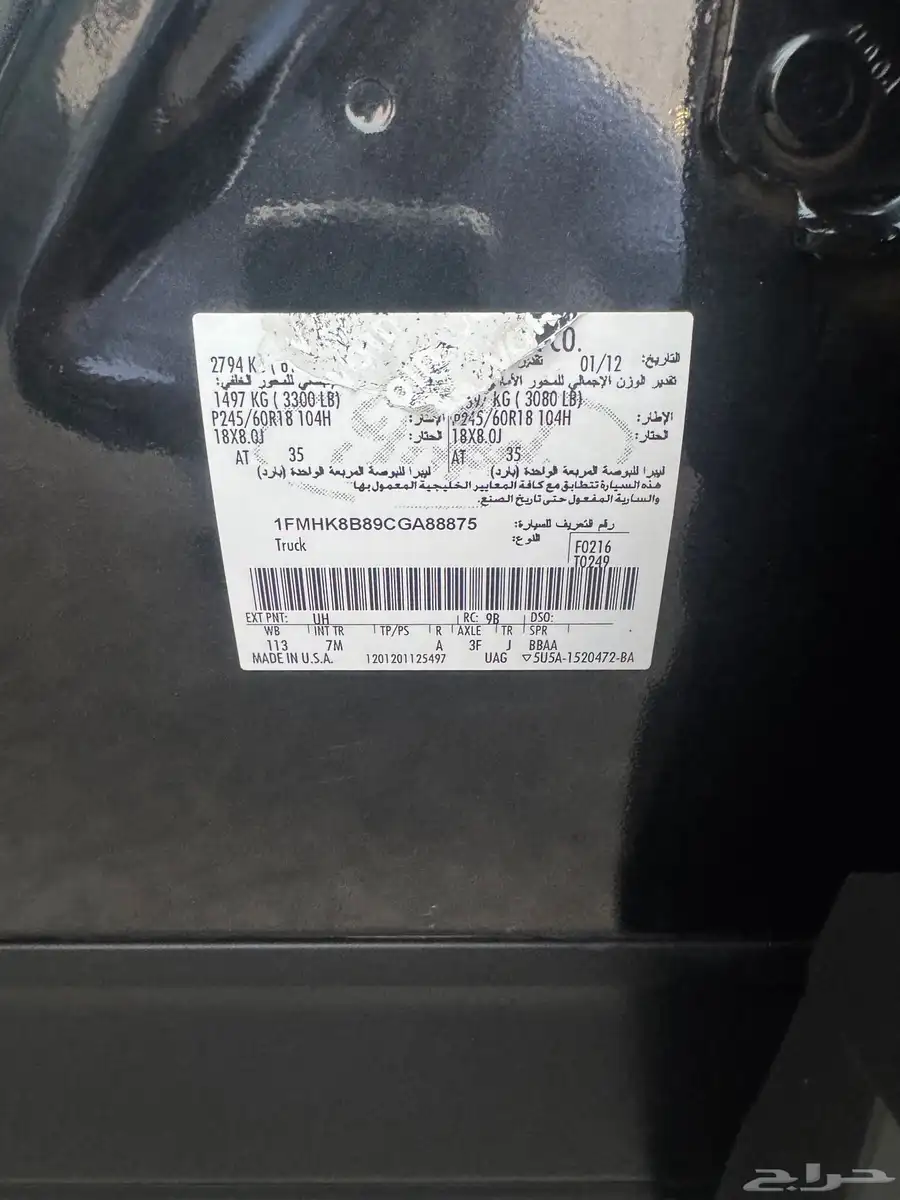 CO.
التاريخ: 01/12
2794 K
تقدير الوزن الإجمالي للمحور الأما
للمحور الخلفي:
KG ( 3080 LB)
1497 KG ( 3300 LB)
الإطار: P245/60R18 104H
الإطار: P245/60R18 104H
الحتار: 18X8.0J
الحتار: 18X8.0J
AT 35
AT 35
ليبرا للبوصة المربعة الواحدة (بارد)
ليبرا للبوصة المربعة الواحدة (بارد)
هذه السيارة تتطابق مع كافة المعايير الخليجية المعمول بها
والسارية المفعول حتى تاريخ الصنع.
رقم التعريف للسيارة: 1FMHK8B89CGA88875
النوع: Truck
F0216
T0249
EXT PNT: UH RC: 9B DSO:
WB INT TR TP/PS R AXLE TR SPR
113 7M A 3F J BBAA
MADE IN U.S.A. 1201201125497 UAG ▽5U5A-1520472-BA
حراج